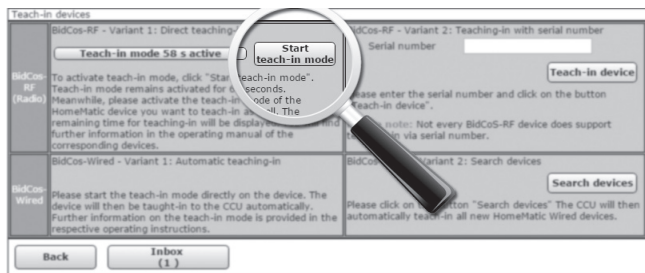 Teach-in devices
BidCos-RF (Radio)
BidCos-RF - Variant 1: Direct teaching-
Teach-in mode 58 s active
Start
teach-in mode
To activate teach-in mode, click "Start teach-in mode".
Teach-in mode remains activated for 6 seconds.
Meanwhile, please activate the teach-in mode of the
HomeMatic device you want to teach-in as well. The
remaining time for teaching-in will be displayed
further information in the operating manual of the
corresponding devices.
BidCos-RF - Variant 2: Teaching-in with serial number
Serial number
Teach-in device
Please enter the serial number and click on the button
"Teach-in device".
note: Not every BidCoS-RF device does support
via serial number.
BidCos-Wired
BidCos-Wired - Variant 1: Automatic teaching-in
Please start the teach-in mode directly on the device. The
device will then be taught-in to the CCU automatically.
Further information on the teach-in mode is provided in the
respective operating instructions.
Variant 2: Search devices
Search devices
Please click on button "Search devices" The CCU will then
automatically teach-in all new HomeMatic Wired devices.
Back
Inbox
(1 )